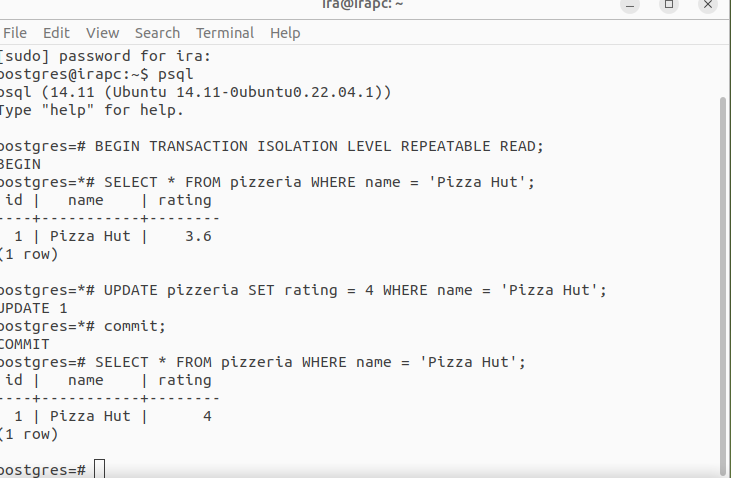 ira@irapc: ~
File Edit View Search Terminal Help
[sudo] password for ira:
postgres@irapc:~$ psql
psql (14.11 (Ubuntu 14.11-0ubuntu0.22.04.1))
Type "help" for help.
postgres=# BEGIN TRANSACTION ISOLATION LEVEL REPEATABLE READ;
BEGIN
postgres=*# SELECT * FROM pizzeria WHERE name = 'Pizza Hut';
 id |   name    | rating
----+-----------+--------
  1 | Pizza Hut |    3.6
(1 row)
postgres=*# UPDATE pizzeria SET rating = 4 WHERE name = 'Pizza Hut';
UPDATE 1
postgres=*# commit;
COMMIT
postgres=# SELECT * FROM pizzeria WHERE name = 'Pizza Hut';
 id |   name    | rating
----+-----------+--------
  1 | Pizza Hut |      4
(1 row)
postgres=#